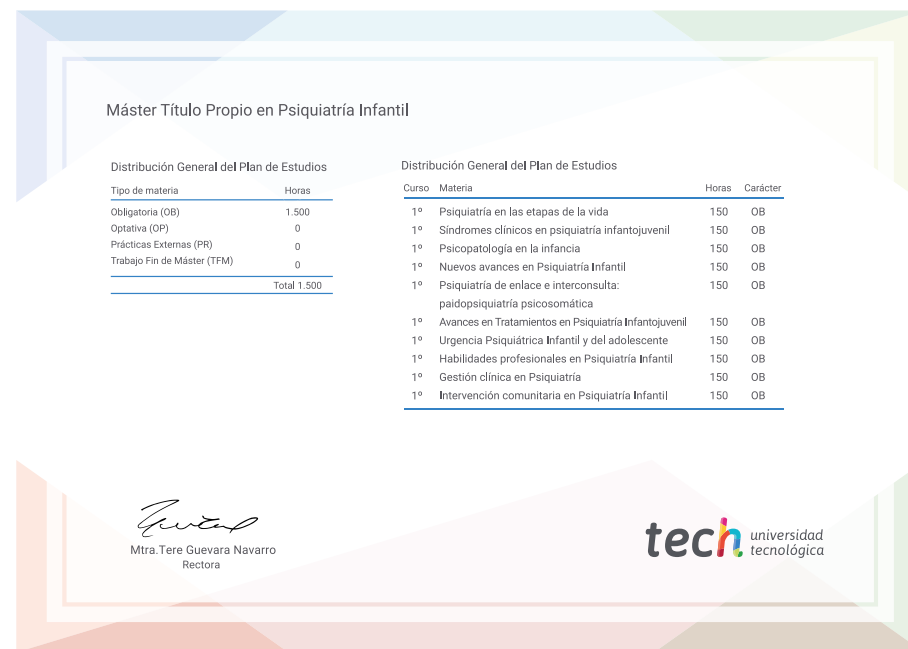 Máster Título Propio en Psiquiatría Infantil
Distribución General del Plan de Estudios
Tipo de materia Horas
Obligatoria (OB) 1.500
Optativa (OP) 0
Prácticas Externas (PR) 0
Trabajo Fin de Máster (TFM) 0
Total 1.500
Distribución General del Plan de Estudios
Curso Materia Horas Carácter
1º Psiquiatría en las etapas de la vida 150 OB
1º Síndromes clínicos en psiquiatría infantojuvenil 150 OB
1º Psicopatología en la infancia 150 OB
1º Nuevos avances en Psiquiatría Infantil 150 OB
1º Psiquiatría de enlace e interconsulta: 150 OB
paidopsiquiatría psicosomática
1º Avances en Tratamientos en Psiquiatría Infantojuvenil 150 OB
1º Urgencia Psiquiátrica Infantil y del adolescente 150 OB
1º Habilidades profesionales en Psiquiatría Infantil 150 OB
1º Gestión clínica en Psiquiatría 150 OB
1º Intervención comunitaria en Psiquiatría Infantil 150 OB
Mtra.Tere Guevara Navarro
Rectora
tech universidad
tecnológica